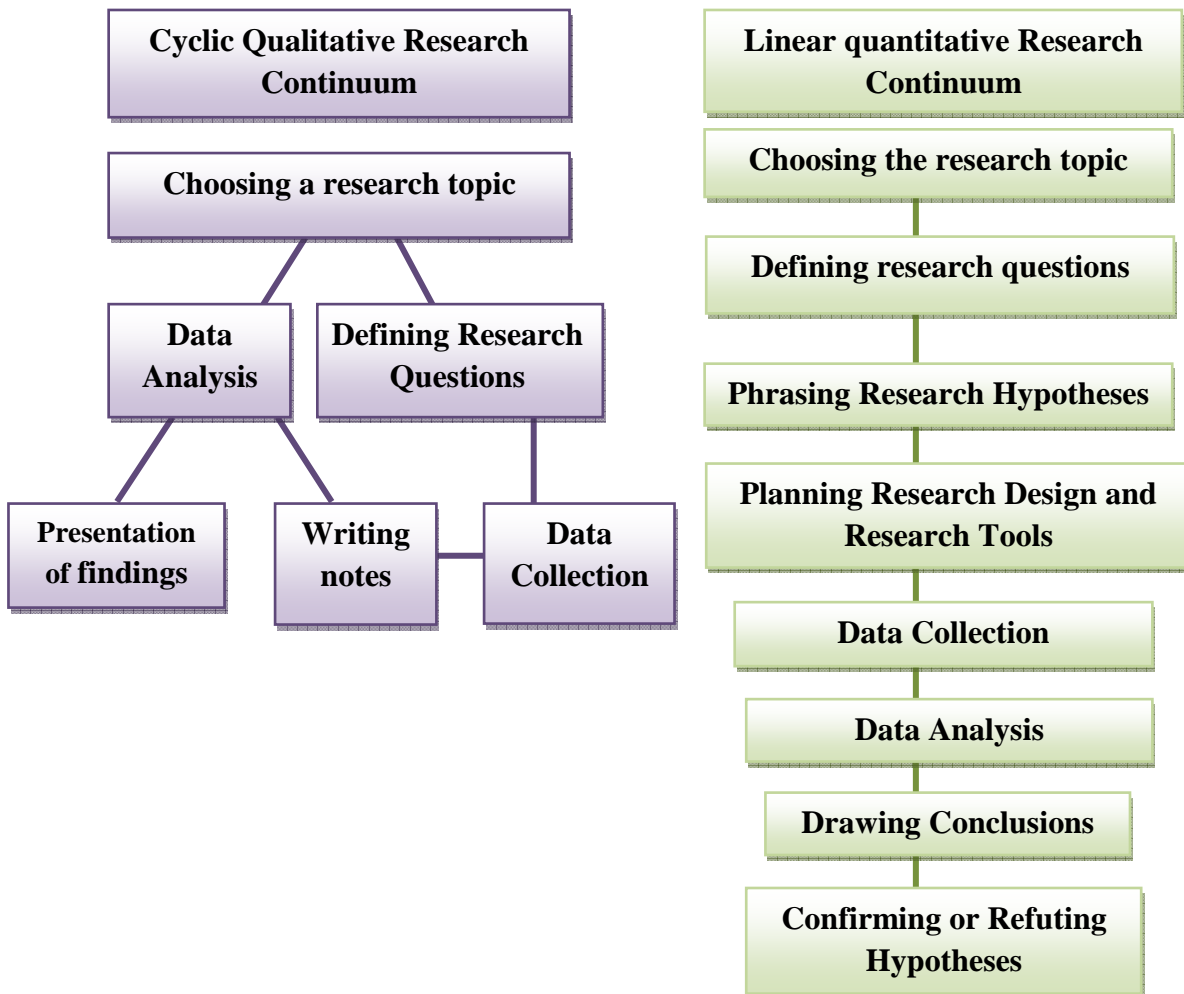 Cyclic Qualitative Research
Continuum
Choosing a research topic
Data
Analysis
Defining Research
Questions
Presentation
of findings
Writing
notes
Data
Collection
Linear quantitative Research
Continuum
Choosing the research topic
Defining research questions
Phrasing Research Hypotheses
Planning Research Design and
Research Tools
Data Collection
Data Analysis
Drawing Conclusions
Confirming or Refuting
Hypotheses